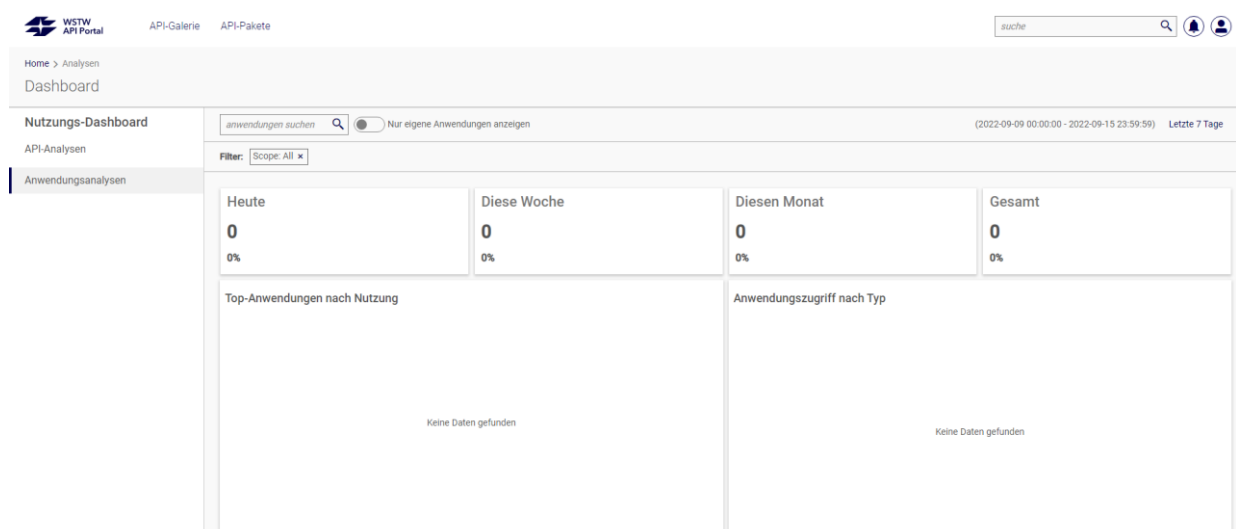 WSTW
API Portal
API-Galerie API-Pakete
suche
Home > Analysen
Dashboard
Nutzungs-Dashboard
API-Analysen
Anwendungsanalysen
anwendungen suchen Nur eigene Anwendungen anzeigen (2022-09-09 00:00:00 - 2022-09-15 23:59:59) Letzte 7 Tage
Filter: Scope: All ×
Heute Diese Woche Diesen Monat Gesamt
0 0 0 0
0% 0% 0% 0%
Top-Anwendungen nach Nutzung Anwendungszugriff nach Typ
Keine Daten gefunden
Keine Daten gefunden